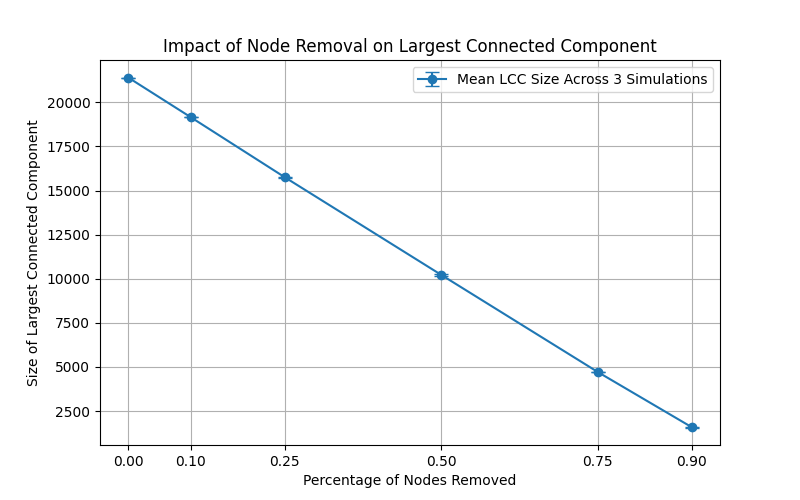 Impact of Node Removal on Largest Connected Component
Mean LCC Size Across 3 Simulations
Size of Largest Connected Component
20000
17500
15000
12500
10000
7500
5000
2500
0.00 0.10 0.25 0.50 0.75 0.90
Percentage of Nodes Removed